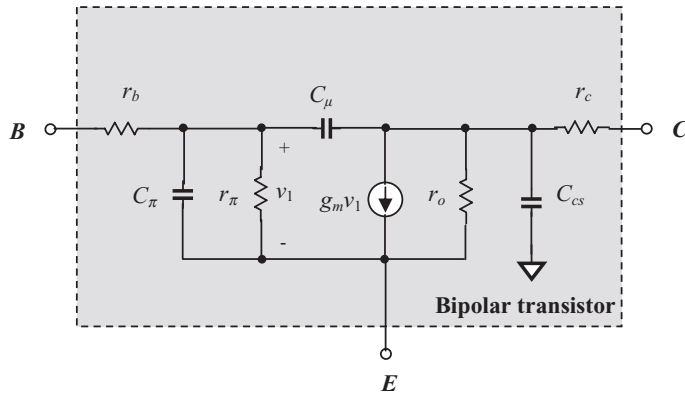 r_b
C_μ
r_c
B
C
+
C_π
r_π
v_1
g_m v_1
r_o
C_cs
-
Bipolar transistor
E